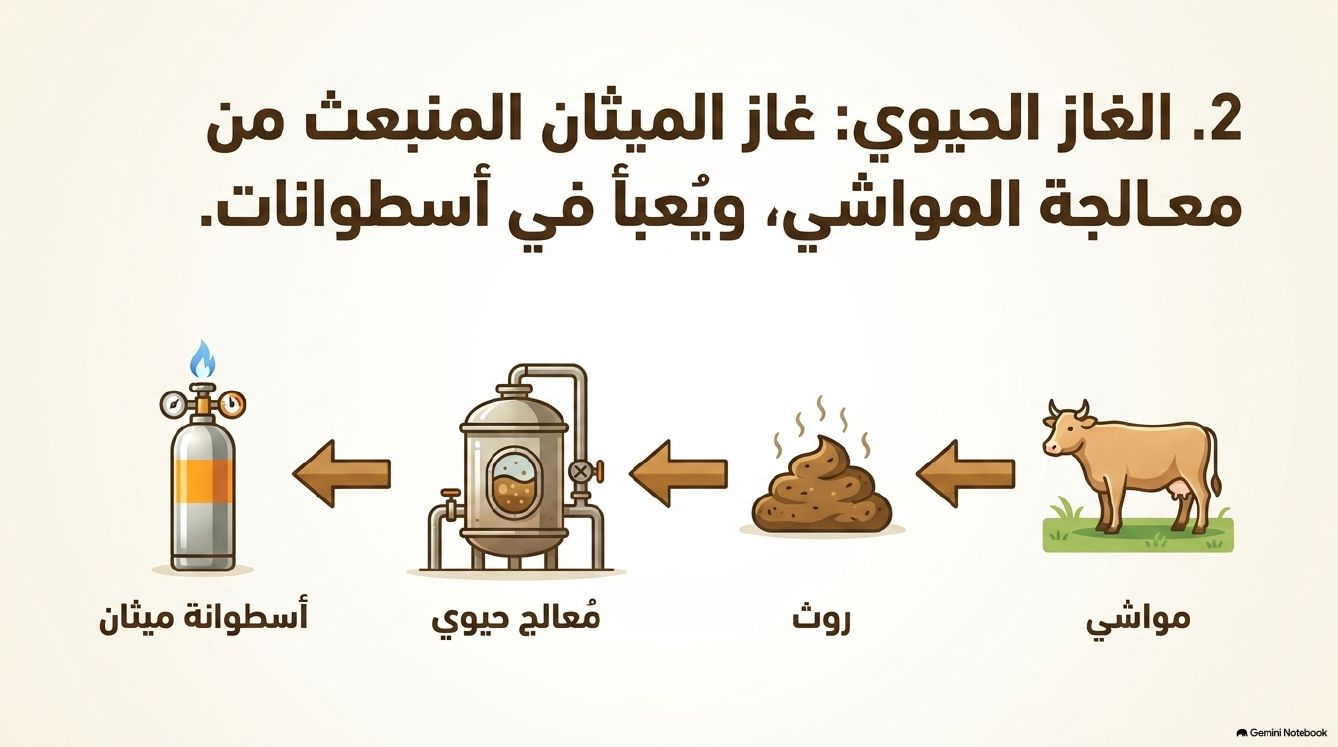 2. الغاز الحيوي: غاز الميثان المنبعث من
معالجة المواشي، ويُعبأ في أسطوانات.
مواشي
روث
مُعالج حيوي
أسطوانة ميثان
Gemini Notebook